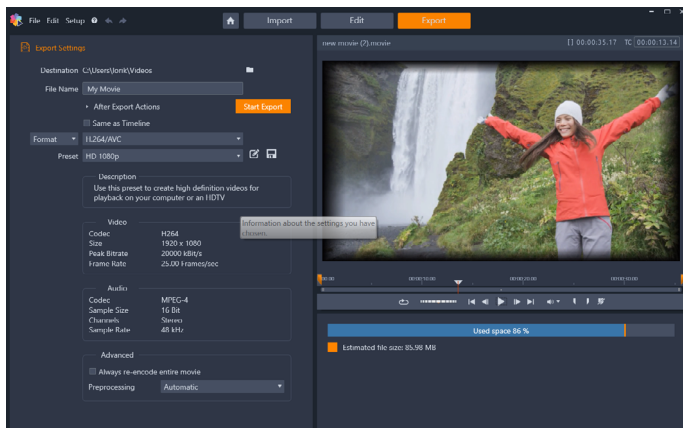 File Edit Setup
Import
Edit
Export
Export Settings
Destination C:\Users\Jonk\Videos
File Name My Movie
After Export Actions
Start Export
Same as Timeline
Format H.264/AVC
Preset HD 1080p
Description
Use this preset to create high definition videos for
playback on your computer or an HDTV
Video
Codec H264
Size 1920 x 1080
Peak Bitrate 20000 kBit/s
Frame Rate 25.00 Frames/sec
Information about the settings you have
chosen.
Audio
Codec MPEG-4
Sample Size 16 Bit
Channels Stereo
Sample Rate 48 kHz
Advanced
Always re-encode entire movie
Preprocessing Automatic
new movie (2).movie
[] 00:00:35.17 TC 00:00:13.14
Used space 86 %
Estimated file size: 85.98 MB